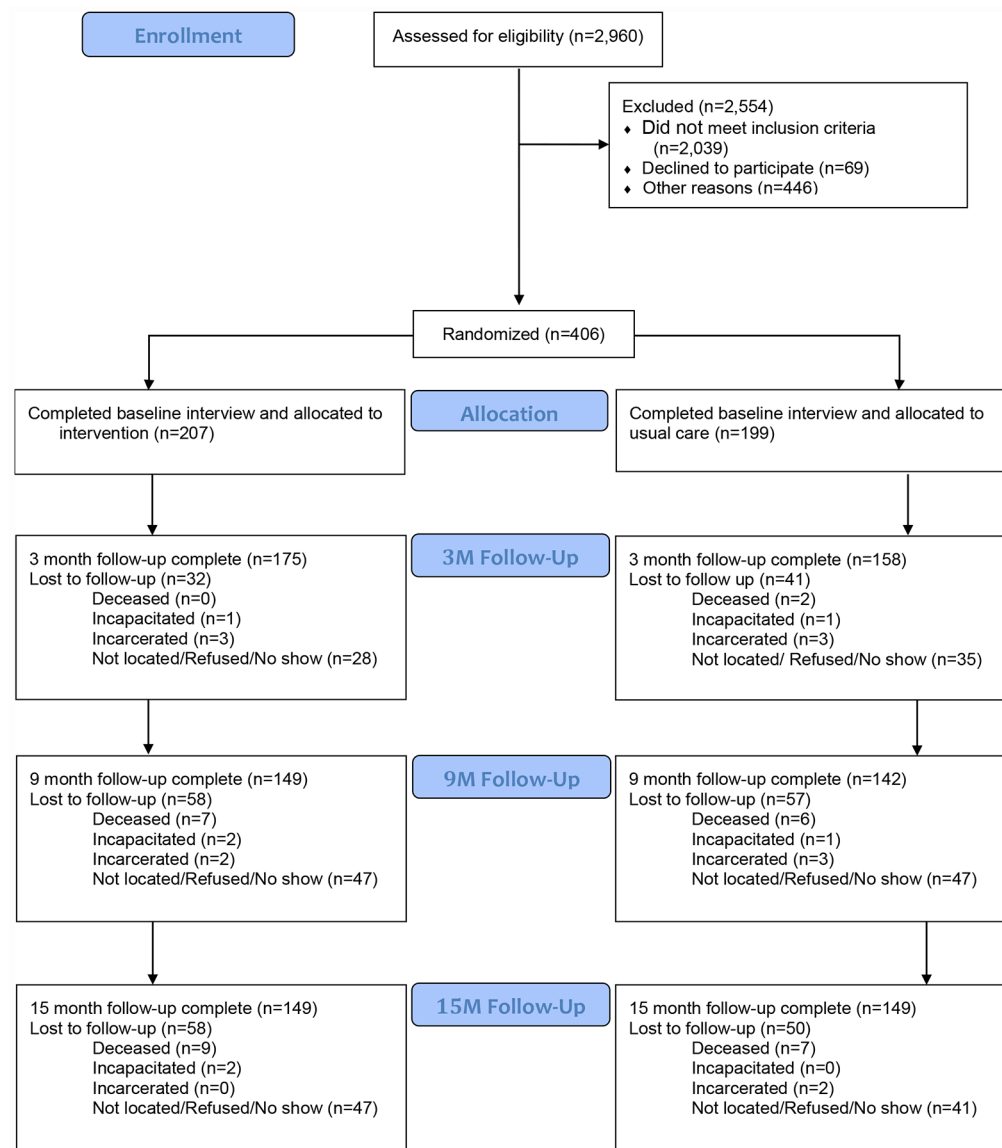 Enrollment
Assessed for eligibility (n=2,960)
Excluded (n=2,554)
♦ Did not meet inclusion criteria
(n=2,039)
♦ Declined to participate (n=69)
♦ Other reasons (n=446)
Randomized (n=406)
Completed baseline interview and allocated to
intervention (n=207)
Allocation
Completed baseline interview and allocated to
usual care (n=199)
3 month follow-up complete (n=175)
Lost to follow-up (n=32)
Deceased (n=0)
Incapacitated (n=1)
Incarcerated (n=3)
Not located/Refused/No show (n=28)
3M Follow-Up
3 month follow-up complete (n=158)
Lost to follow up (n=41)
Deceased (n=2)
Incapacitated (n=1)
Incarcerated (n=3)
Not located/ Refused/No show (n=35)
9 month follow-up complete (n=149)
Lost to follow-up (n=58)
Deceased (n=7)
Incapacitated (n=2)
Incarcerated (n=2)
Not located/Refused/No show (n=47)
9M Follow-Up
9 month follow-up complete (n=142)
Lost to follow-up (n=57)
Deceased (n=6)
Incapacitated (n=1)
Incarcerated (n=3)
Not located/Refused/No show (n=47)
15 month follow-up complete (n=149)
Lost to follow-up (n=58)
Deceased (n=9)
Incapacitated (n=2)
Incarcerated (n=0)
Not located/Refused/No show (n=47)
15M Follow-Up
15 month follow-up complete (n=149)
Lost to follow-up (n=50)
Deceased (n=7)
Incapacitated (n=0)
Incarcerated (n=2)
Not located/Refused/No show (n=41)